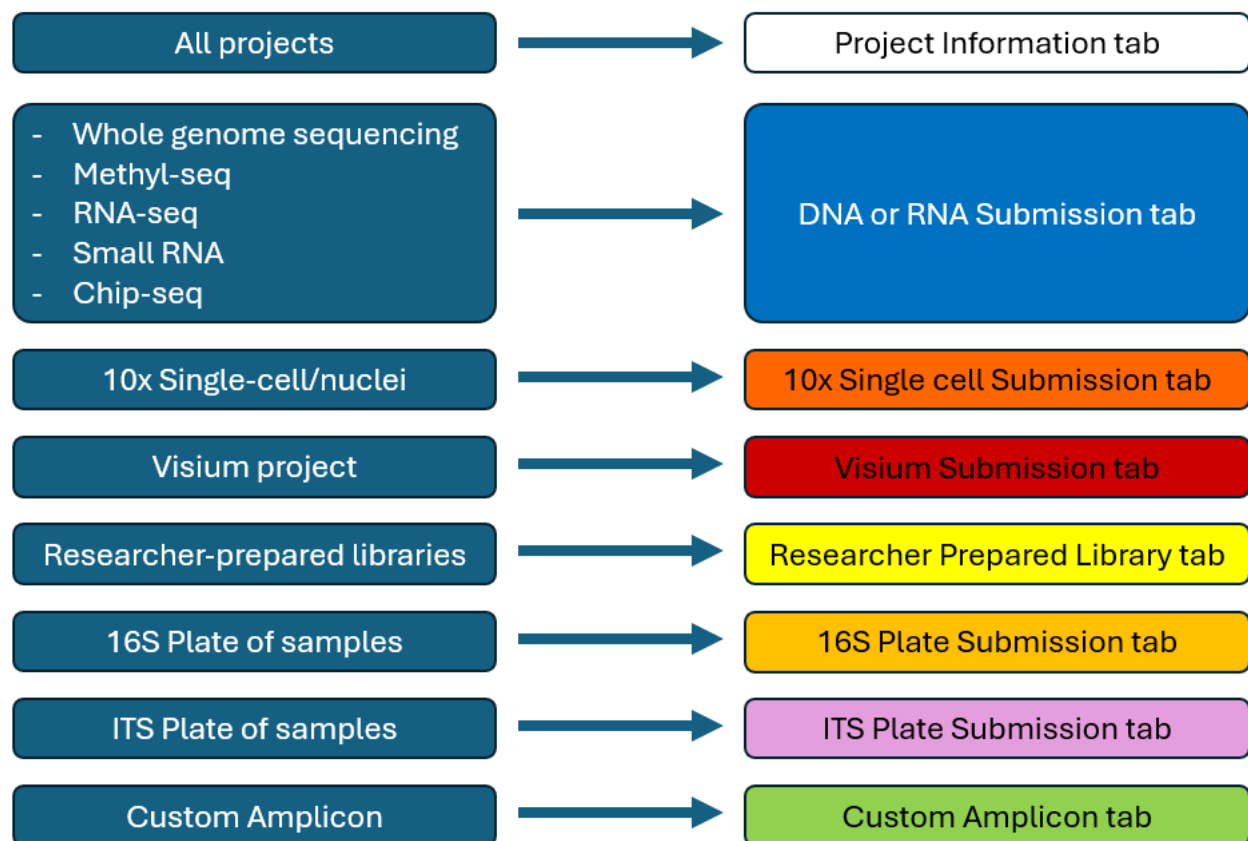 All projects
Project Information tab
- Whole genome sequencing
- Methyl-seq
- RNA-seq
- Small RNA
- Chip-seq
DNA or RNA Submission tab
10x Single-cell/nuclei
10x Single cell Submission tab
Visium project
Visium Submission tab
Researcher-prepared libraries
Researcher Prepared Library tab
16S Plate of samples
16S Plate Submission tab
ITS Plate of samples
ITS Plate Submission tab
Custom Amplicon
Custom Amplicon tab